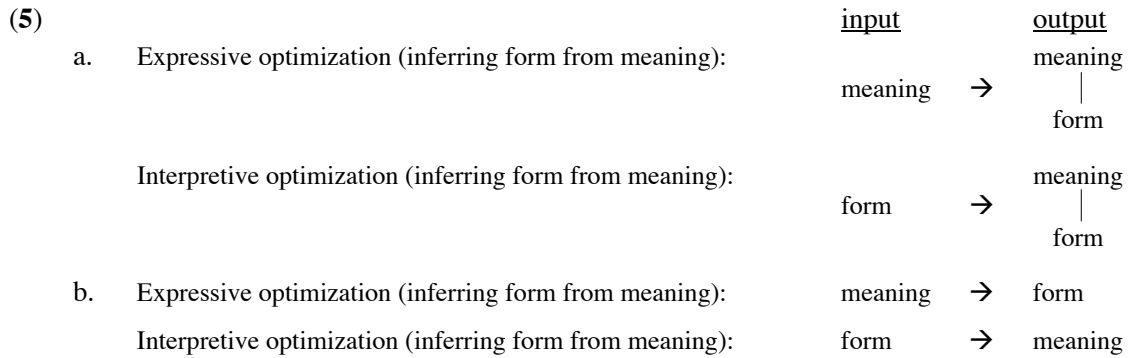 (5) input output
a. Expressive optimization (inferring form from meaning): meaning
meaning →
form
Interpretive optimization (inferring form from meaning): meaning
form →
form
b. Expressive optimization (inferring form from meaning): meaning → form
Interpretive optimization (inferring form from meaning): form → meaning